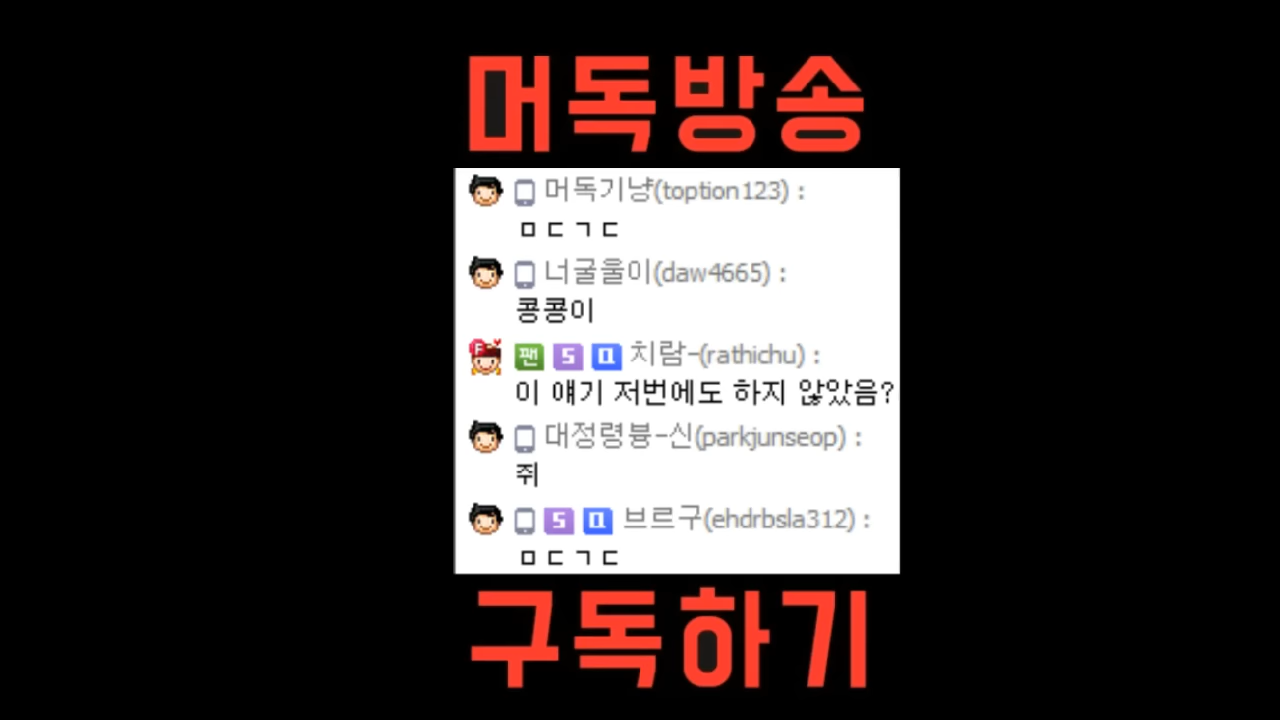 머독방송
머독기냥(toption123) :
ㅁㄷㄱㄷ
너굴울이(daw4665) :
콩콩이
팬 S a 치람-(rathichu) :
이 얘기 저번에도 하지 않았음?
대정령븅-신(parkjunseop) :
쥐
S a 브르구(ehdrbsla312) :
ㅁㄷㄱㄷ
구독하기